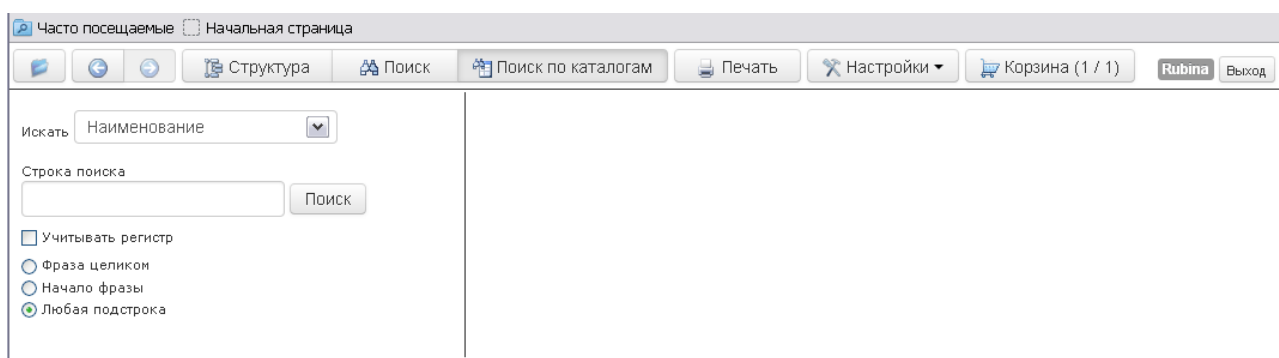 Часто посещаемые Начальная страница
Структура Поиск Поиск по каталогам Печать Настройки Корзина (1 / 1) Rubina Выход
Искать Наименование
Строка поиска
Поиск
Учитывать регистр
Фраза целиком
Начало фразы
Любая подстрока